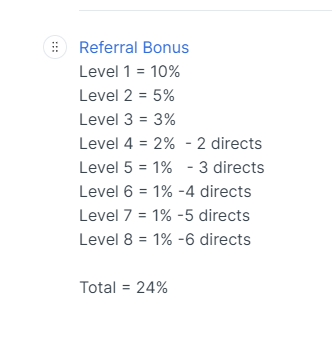 Referral Bonus
Level 1 = 10%
Level 2 = 5%
Level 3 = 3%
Level 4 = 2%  - 2 directs
Level 5 = 1%   - 3 directs
Level 6 = 1% -4 directs
Level 7 = 1% -5 directs
Level 8 = 1% -6 directs
Total = 24%